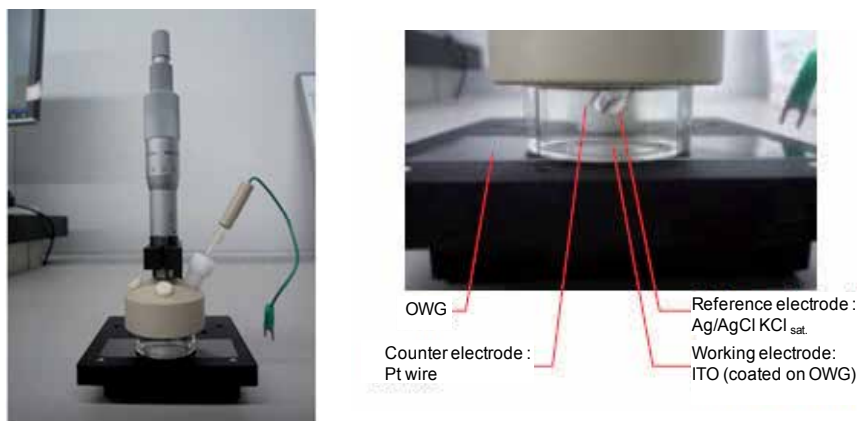 OWG
Reference electrode :
Ag/AgCl KCl sat.
Counter electrode :
Pt wire
Working electrode:
ITO (coated on OWG)